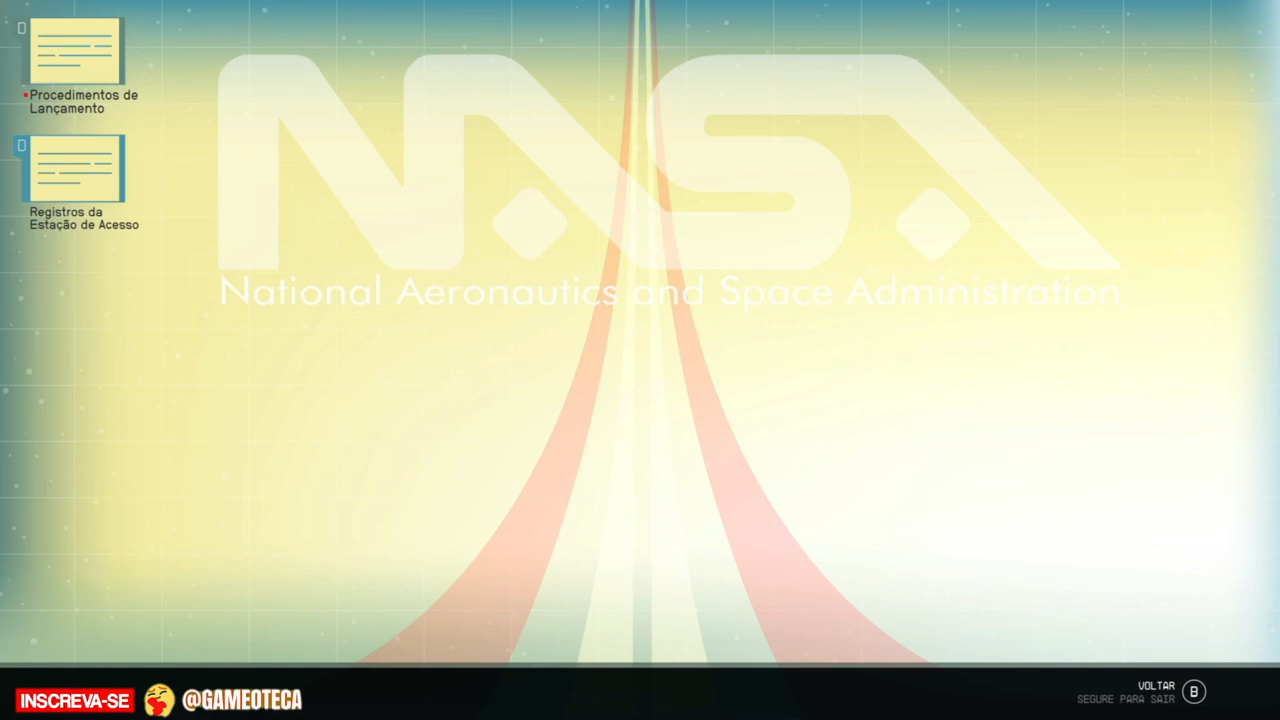 D
Procedimentos de
Lançamento
D
Registros da
Estação de Acesso
NASA
National Aeronautics and Space Administration
VOLTAR
SEGURE PARA SAIR
B
INSCREVA-SE
@GAMEOTECA